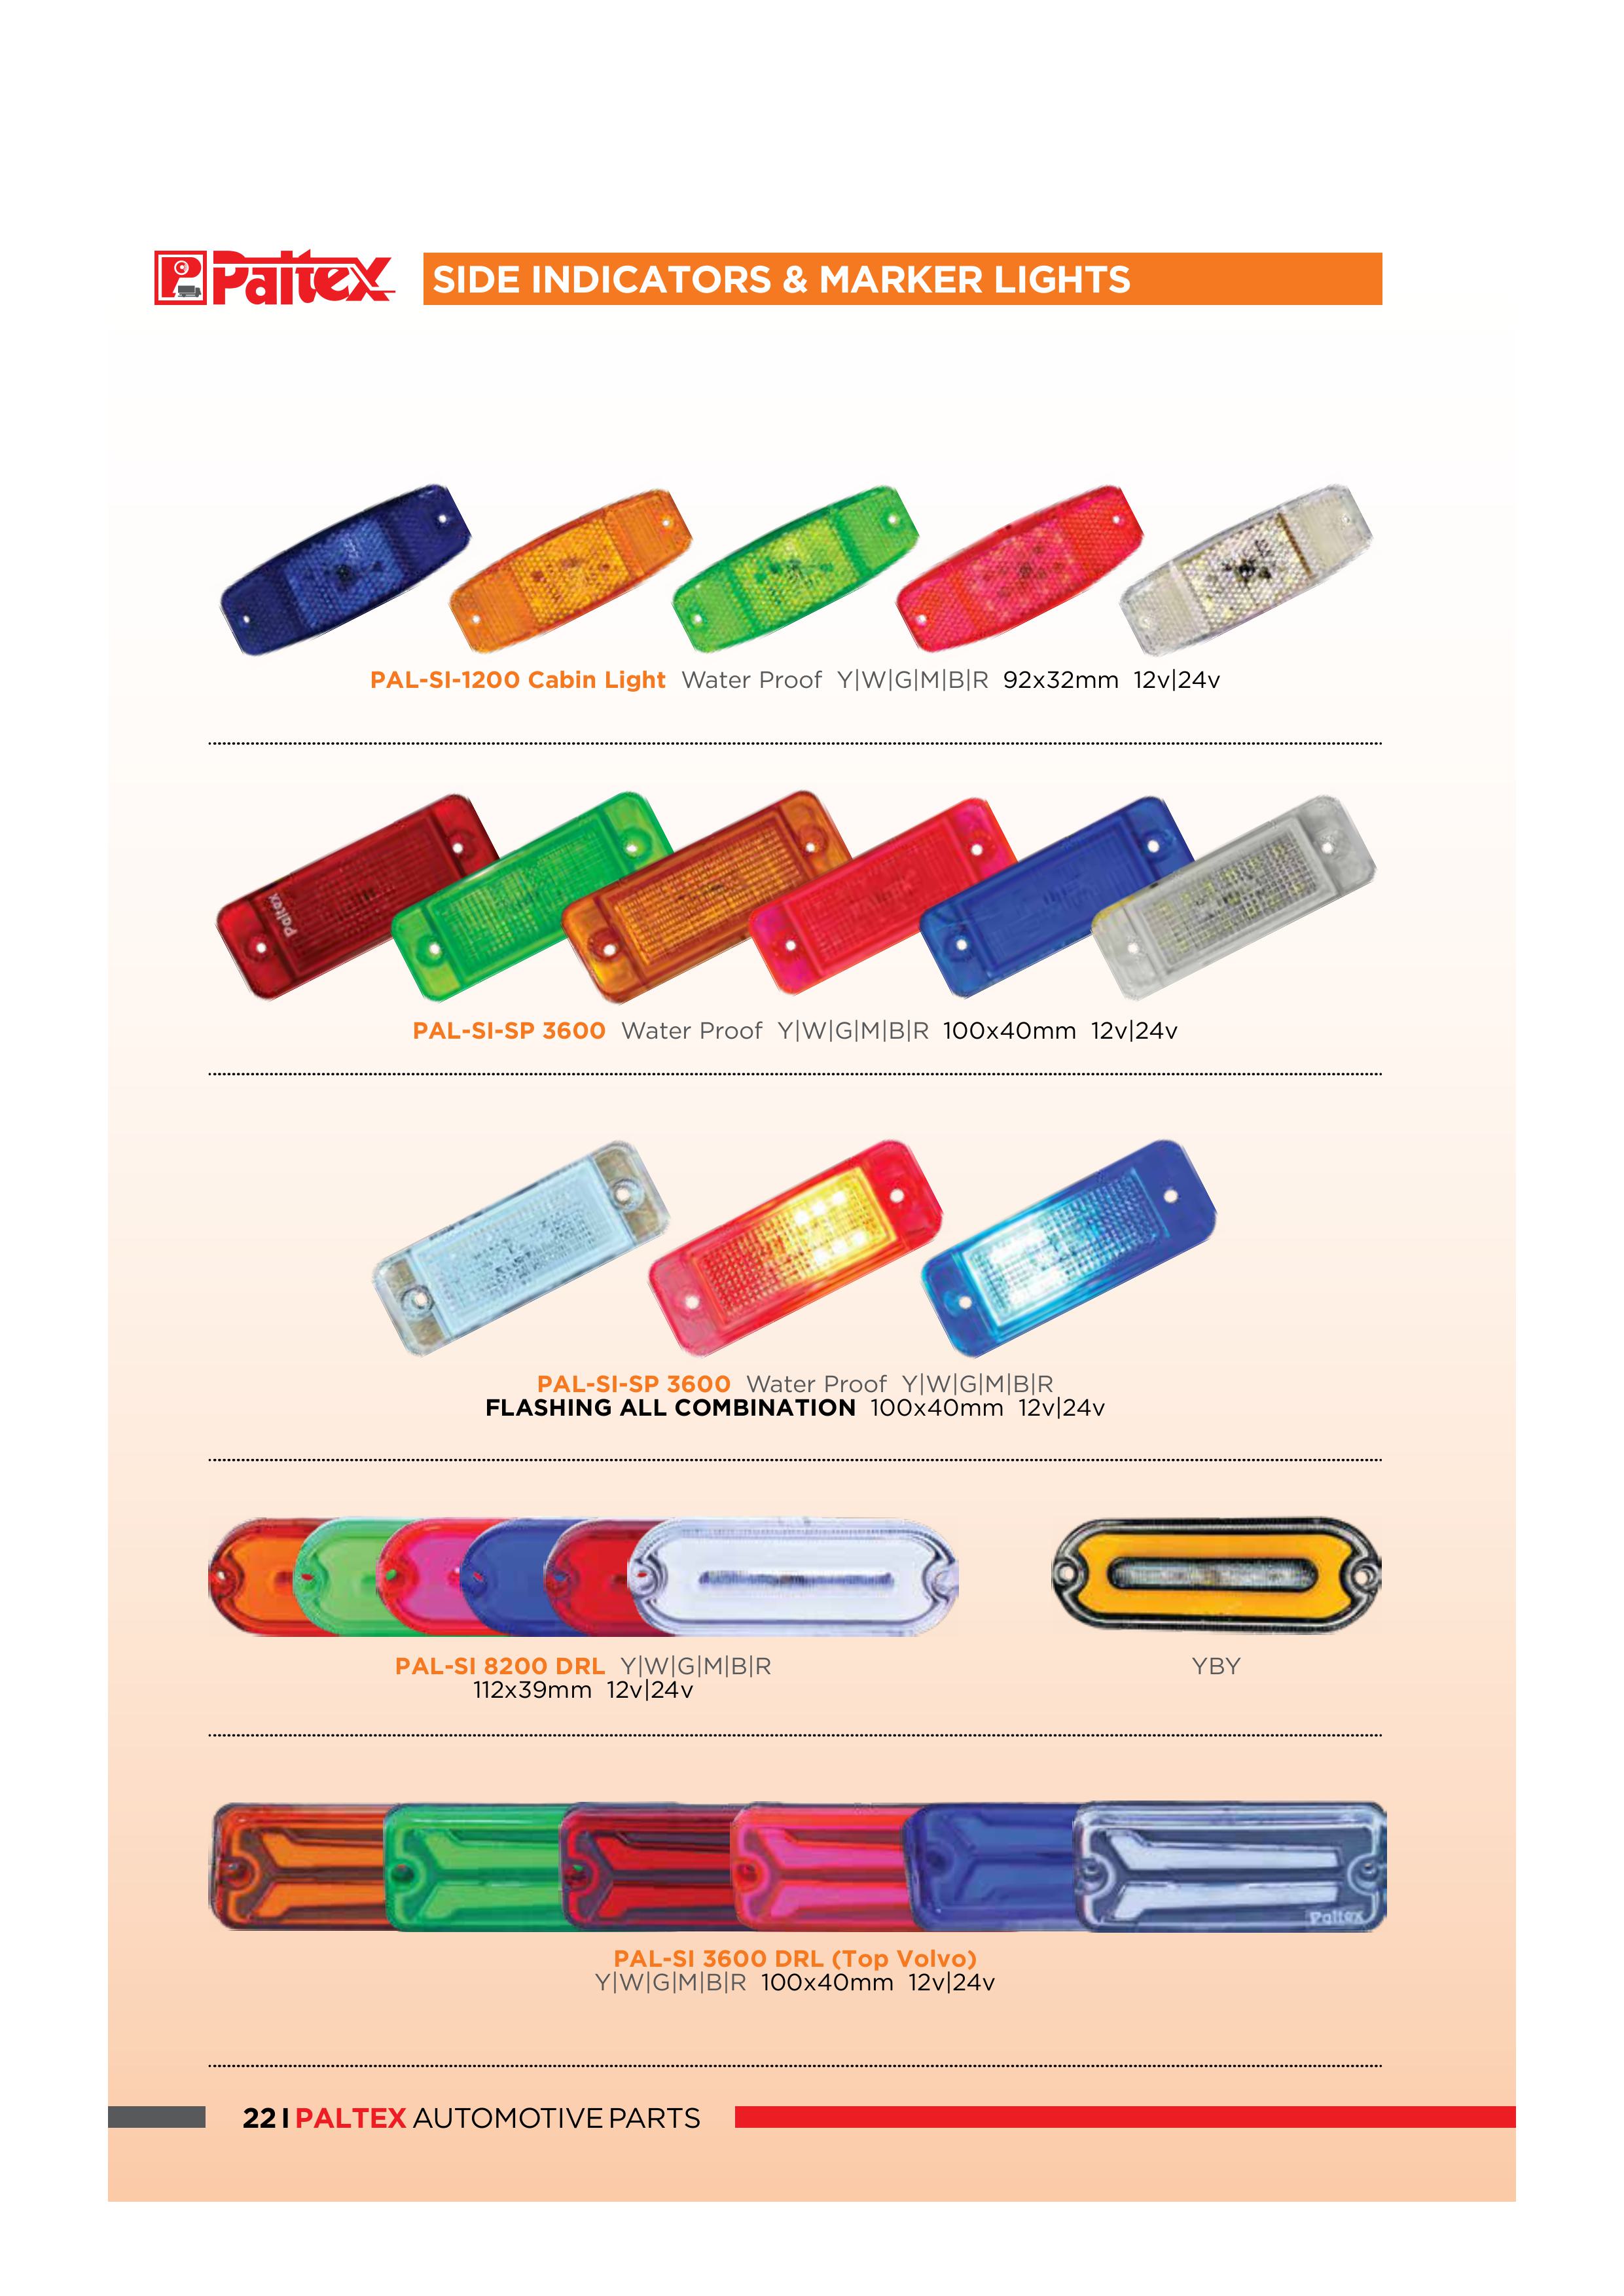 Paltex
SIDE INDICATORS & MARKER LIGHTS
PAL-SI-1200 Cabin Light Water Proof Y|W|G|M|B|R 92x32mm 12v|24v
Paltex
PAL-SI-SP 3600 Water Proof Y|W|G|M|B|R 100x40mm 12v|24v
PAL-SI-SP 3600 Water Proof Y|W|G|M|B|R
FLASHING ALL COMBINATION 100x40mm 12v|24v
PAL-SI 8200 DRL Y|W|G|M|B|R
112x39mm 12v|24v
YBY
Paltex
PAL-SI 3600 DRL (Top Volvo)
Y|W|G|M|B|R 100x40mm 12v|24v
22 I PALTEX AUTOMOTIVE PARTS